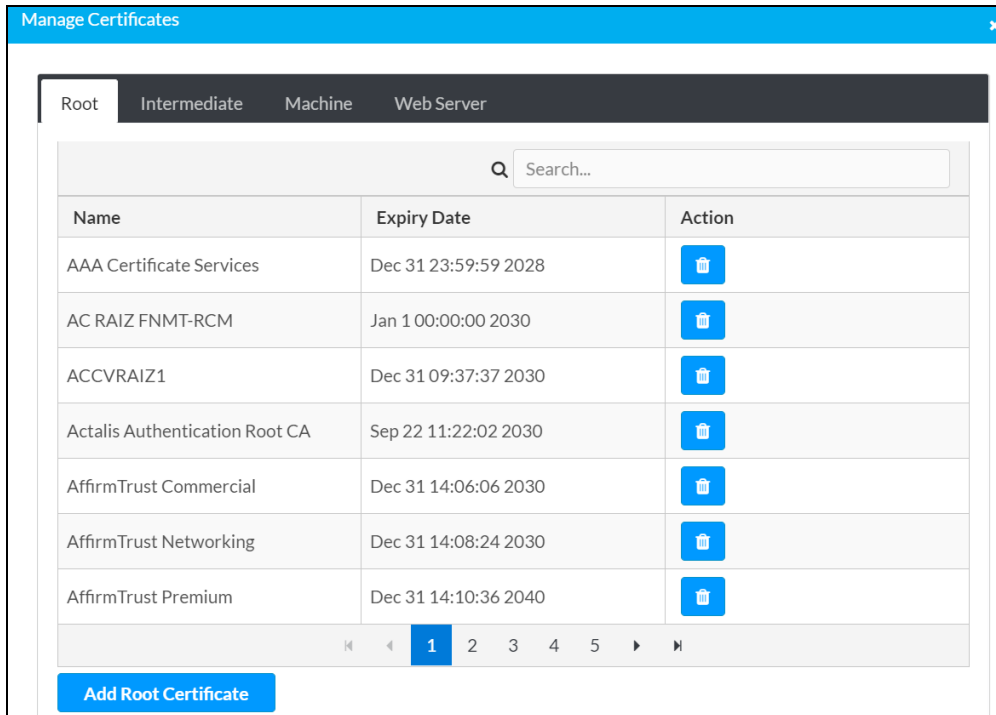 Manage Certificates
Root Intermediate Machine Web Server
Search...
Name Expiry Date Action
AAA Certificate Services Dec 31 23:59:59 2028
AC RAIZ FNMT-RCM Jan 1 00:00:00 2030
ACCVRAIZ1 Dec 31 09:37:37 2030
Actalis Authentication Root CA Sep 22 11:22:02 2030
AffirmTrust Commercial Dec 31 14:06:06 2030
AffirmTrust Networking Dec 31 14:08:24 2030
AffirmTrust Premium Dec 31 14:10:36 2040
1 2 3 4 5
Add Root Certificate